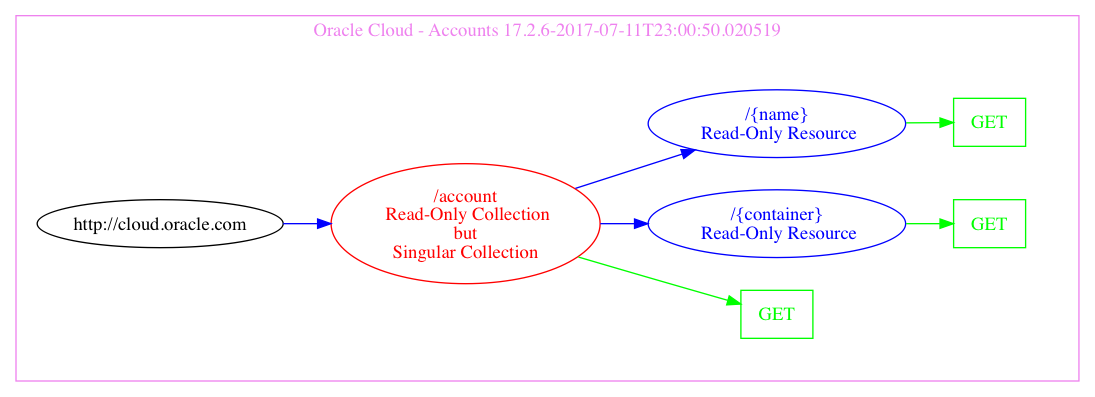 Oracle Cloud - Accounts 17.2.6-2017-07-11T23:00:50.020519
http://cloud.oracle.com
/account
Read-Only Collection
but
Singular Collection
/{name}
Read-Only Resource
GET
/{container}
Read-Only Resource
GET
GET